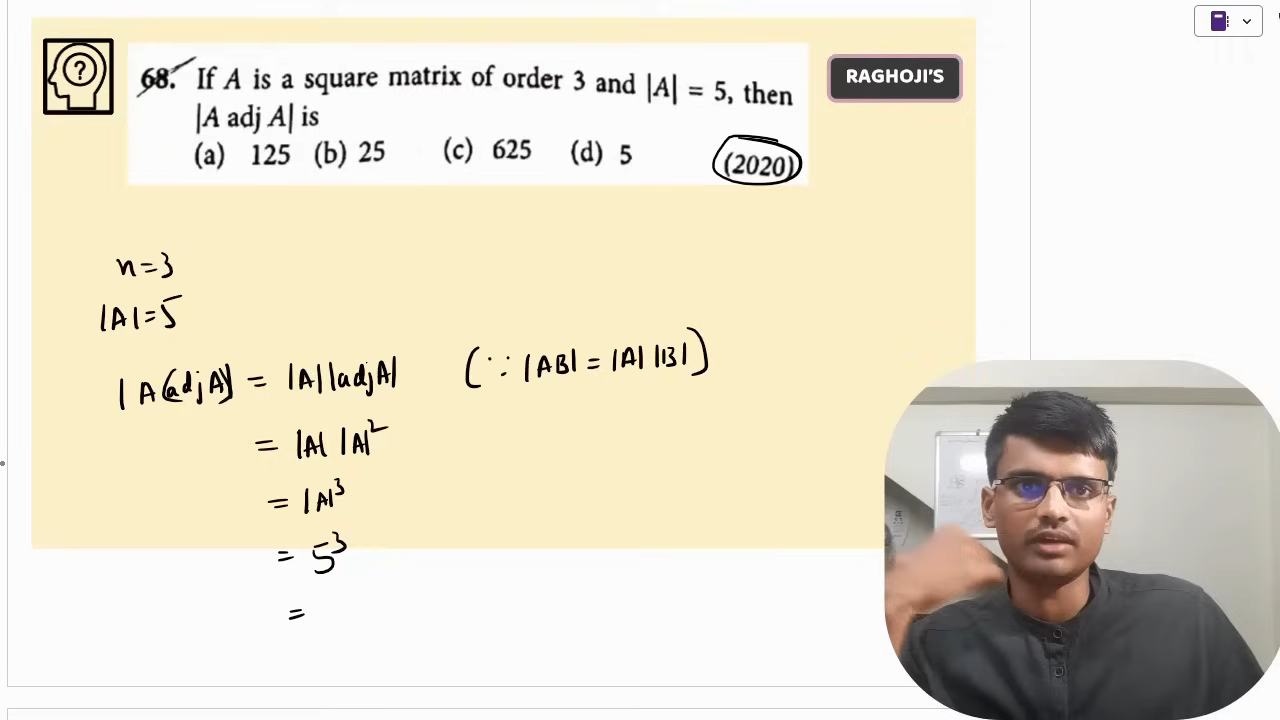 68. If A is a square matrix of order 3 and |A| = 5, then
|A adj A| is
(a) 125 (b) 25 (c) 625 (d) 5 (2020)
RAGHOJI'S
n=3
|A|=5
|A(adjA)| = |A||adjA| (∵ |AB| = |A| |B|)
= |A| |A|²
= |A|³
= 5³
=